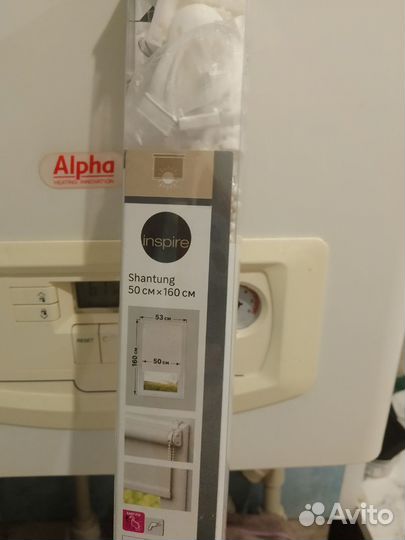 Alpha
HEATING INNOVATION
inspire
Shantung
50 СМ × 160 СМ
53 СМ
160 СМ
50 СМ
RESET
Avito